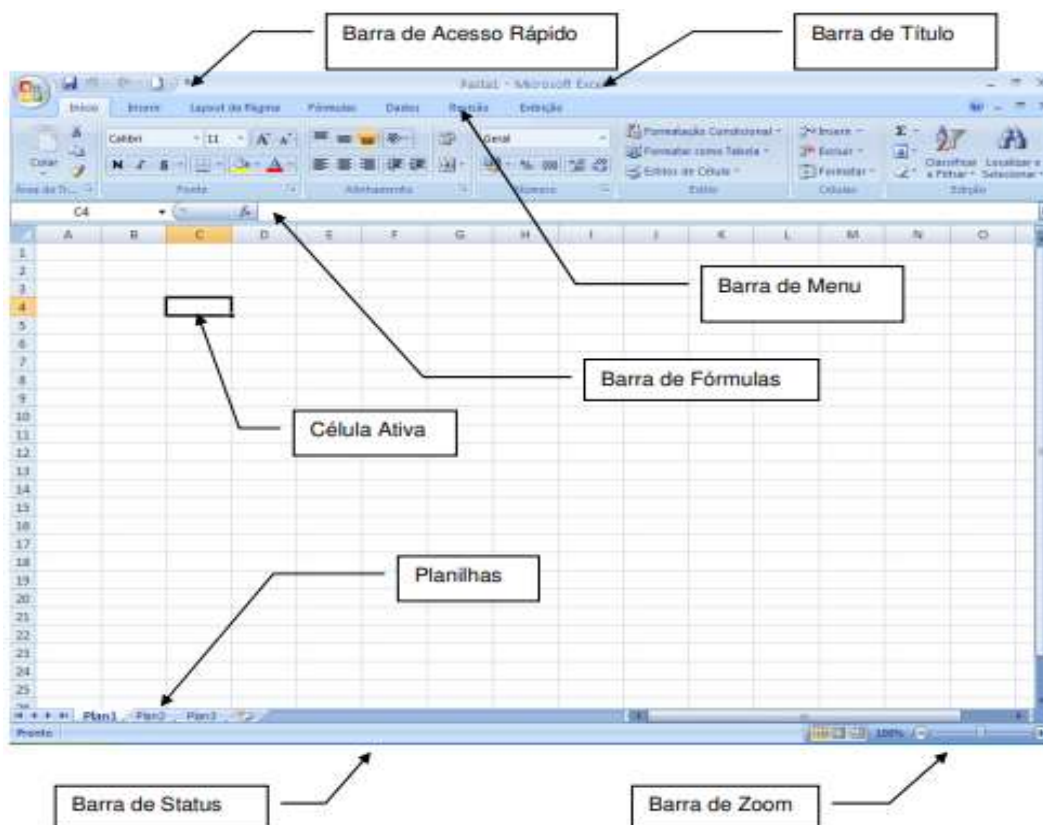 Barra de Acesso Rápido
Barra de Título
Pasta1 - Microsoft Excel
Início Inserir Layout da Página Fórmulas Dados Revisão Exibição
Calibri 11 Geral Formatação Condicional Inserir Σ
Colar N I S % 000 Formatar como Tabela Excluir Classificar e Filtrar Localizar e Selecionar
Estilos de Célula Formatar
Fonte Alinhamento Número Estilo Células Edição
C4 fx
A B C D E F G H I J K L M N O
1
2
3
Barra de Menu
4
5
6
7
Barra de Fórmulas
8
9
10
Célula Ativa
11
12
13
14
15
16
17
18
Planilhas
19
20
21
22
23
24
25
Plan1 Plan2 Plan3
Pronto 100%
Barra de Status
Barra de Zoom